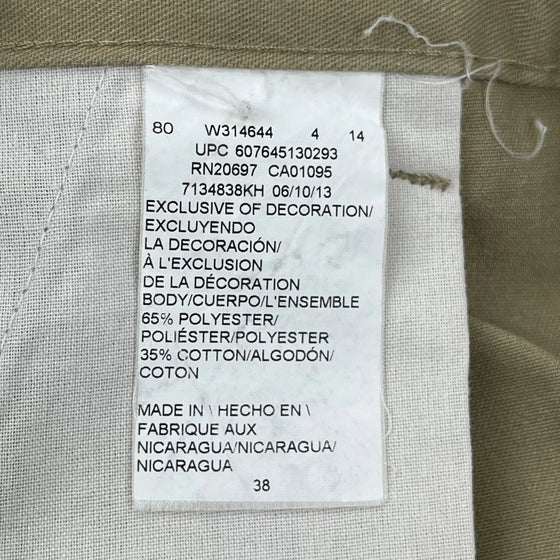 80 W314644 4 14
UPC 607645130293
RN20697 CA01095
7134838KH 06/10/13
EXCLUSIVE OF DECORATION/
EXCLUYENDO
LA DECORACIÓN/
À L'EXCLUSION
DE LA DÉCORATION
BODY/CUERPO/L'ENSEMBLE
65% POLYESTER/
POLIÉSTER/POLYESTER
35% COTTON/ALGODÓN/
COTON
MADE IN \ HECHO EN \
FABRIQUE AUX
NICARAGUA/NICARAGUA/
NICARAGUA
38